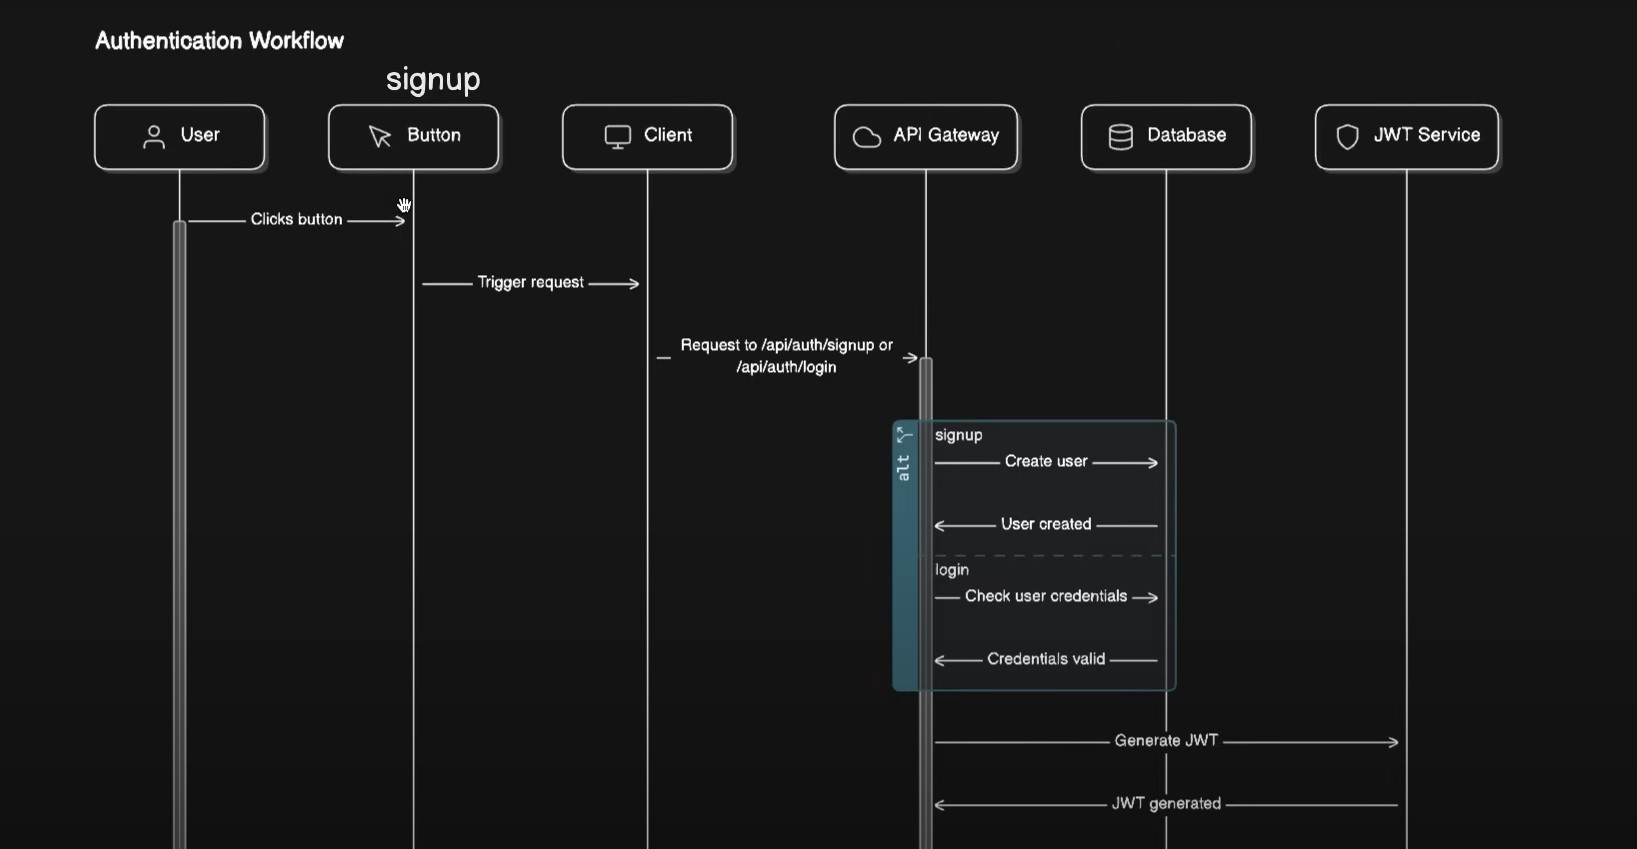 Authentication Workflow
signup
User
Button
Client
API Gateway
Database
JWT Service
Clicks button
Trigger request
Request to /api/auth/signup or
/api/auth/login
alt
signup
Create user
User created
login
Check user credentials
Credentials valid
Generate JWT
JWT generated